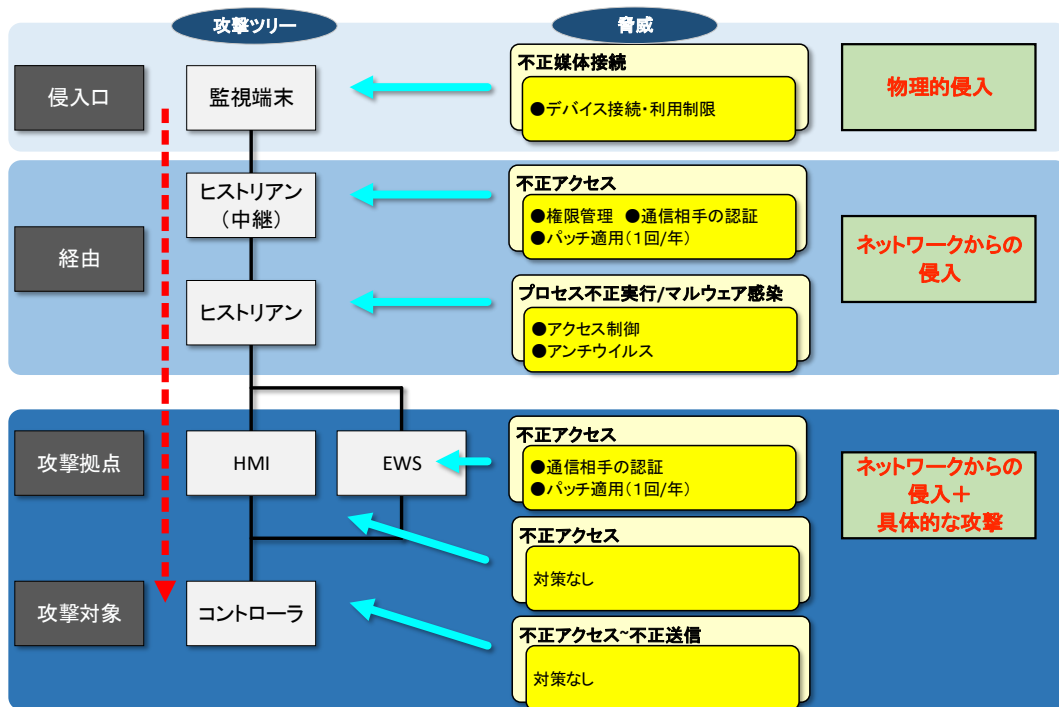 攻撃ツリー
脅威
侵入口
監視端末
不正媒体接続
●デバイス接続・利用制限
物理的侵入
経由
ヒストリアン
（中継）
不正アクセス
●権限管理 ●通信相手の認証
●パッチ適用（１回/年）
ネットワークからの
侵入
ヒストリアン
プロセス不正実行/マルウェア感染
●アクセス制御
●アンチウイルス
攻撃拠点
HMI
EWS
不正アクセス
●通信相手の認証
●パッチ適用（１回/年）
ネットワークからの
侵入＋
具体的な攻撃
不正アクセス
対策なし
攻撃対象
コントローラ
不正アクセス~不正送信
対策なし